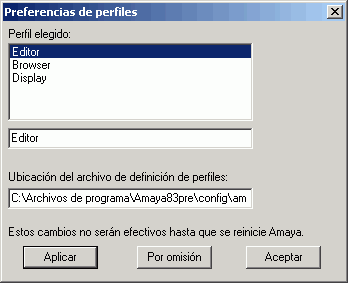 Preferencias de perfiles
Perfil elegido:
Editor
Browser
Display
Editor
Ubicación del archivo de definición de perfiles:
C:\Archivos de programa\Amaya83pre\config\am
Estos cambios no serán efectivos hasta que se reinicie Amaya.
Aplicar Por omisión Aceptar